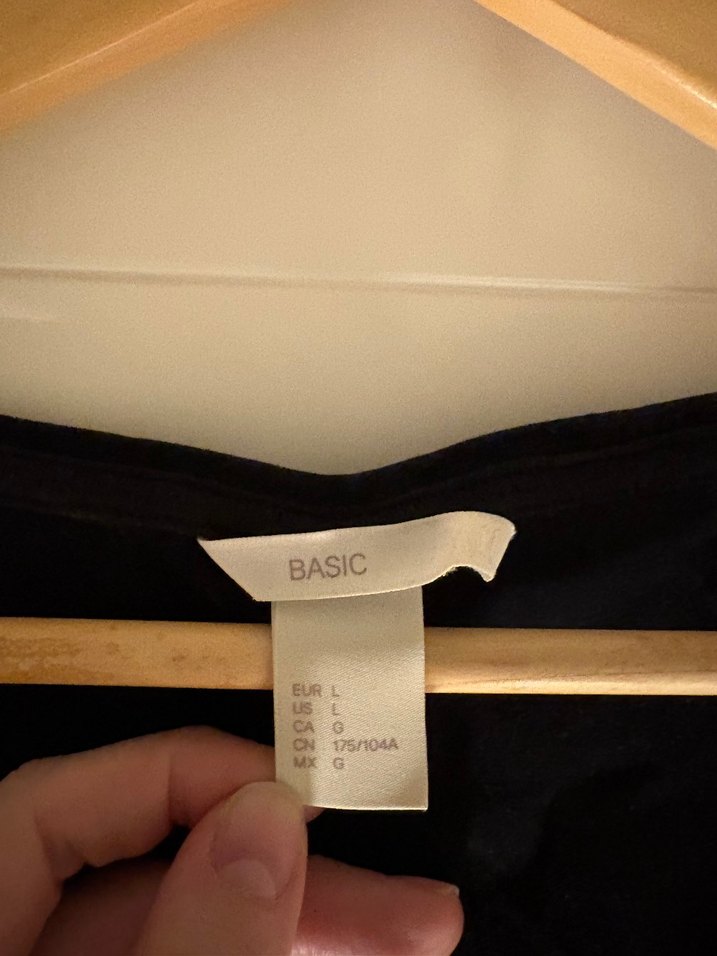 BASIC
EUR L
US L
CA G
CN 175/104A
MX G